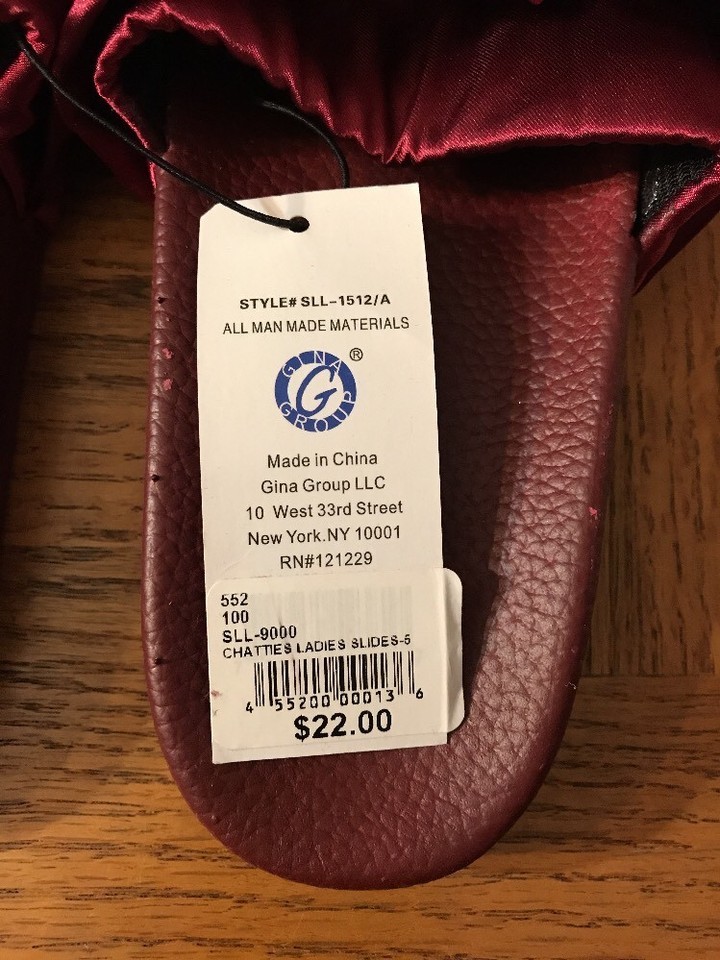 STYLE# SLL-1512/A
ALL MAN MADE MATERIALS
GINA
G
®
GROUP
Made in China
Gina Group LLC
10 West 33rd Street
New York.NY 10001
RN#121229
552
100
SLL-9000
CHATTIES LADIES SLIDES-5
4 55200 00013 6
$22.00